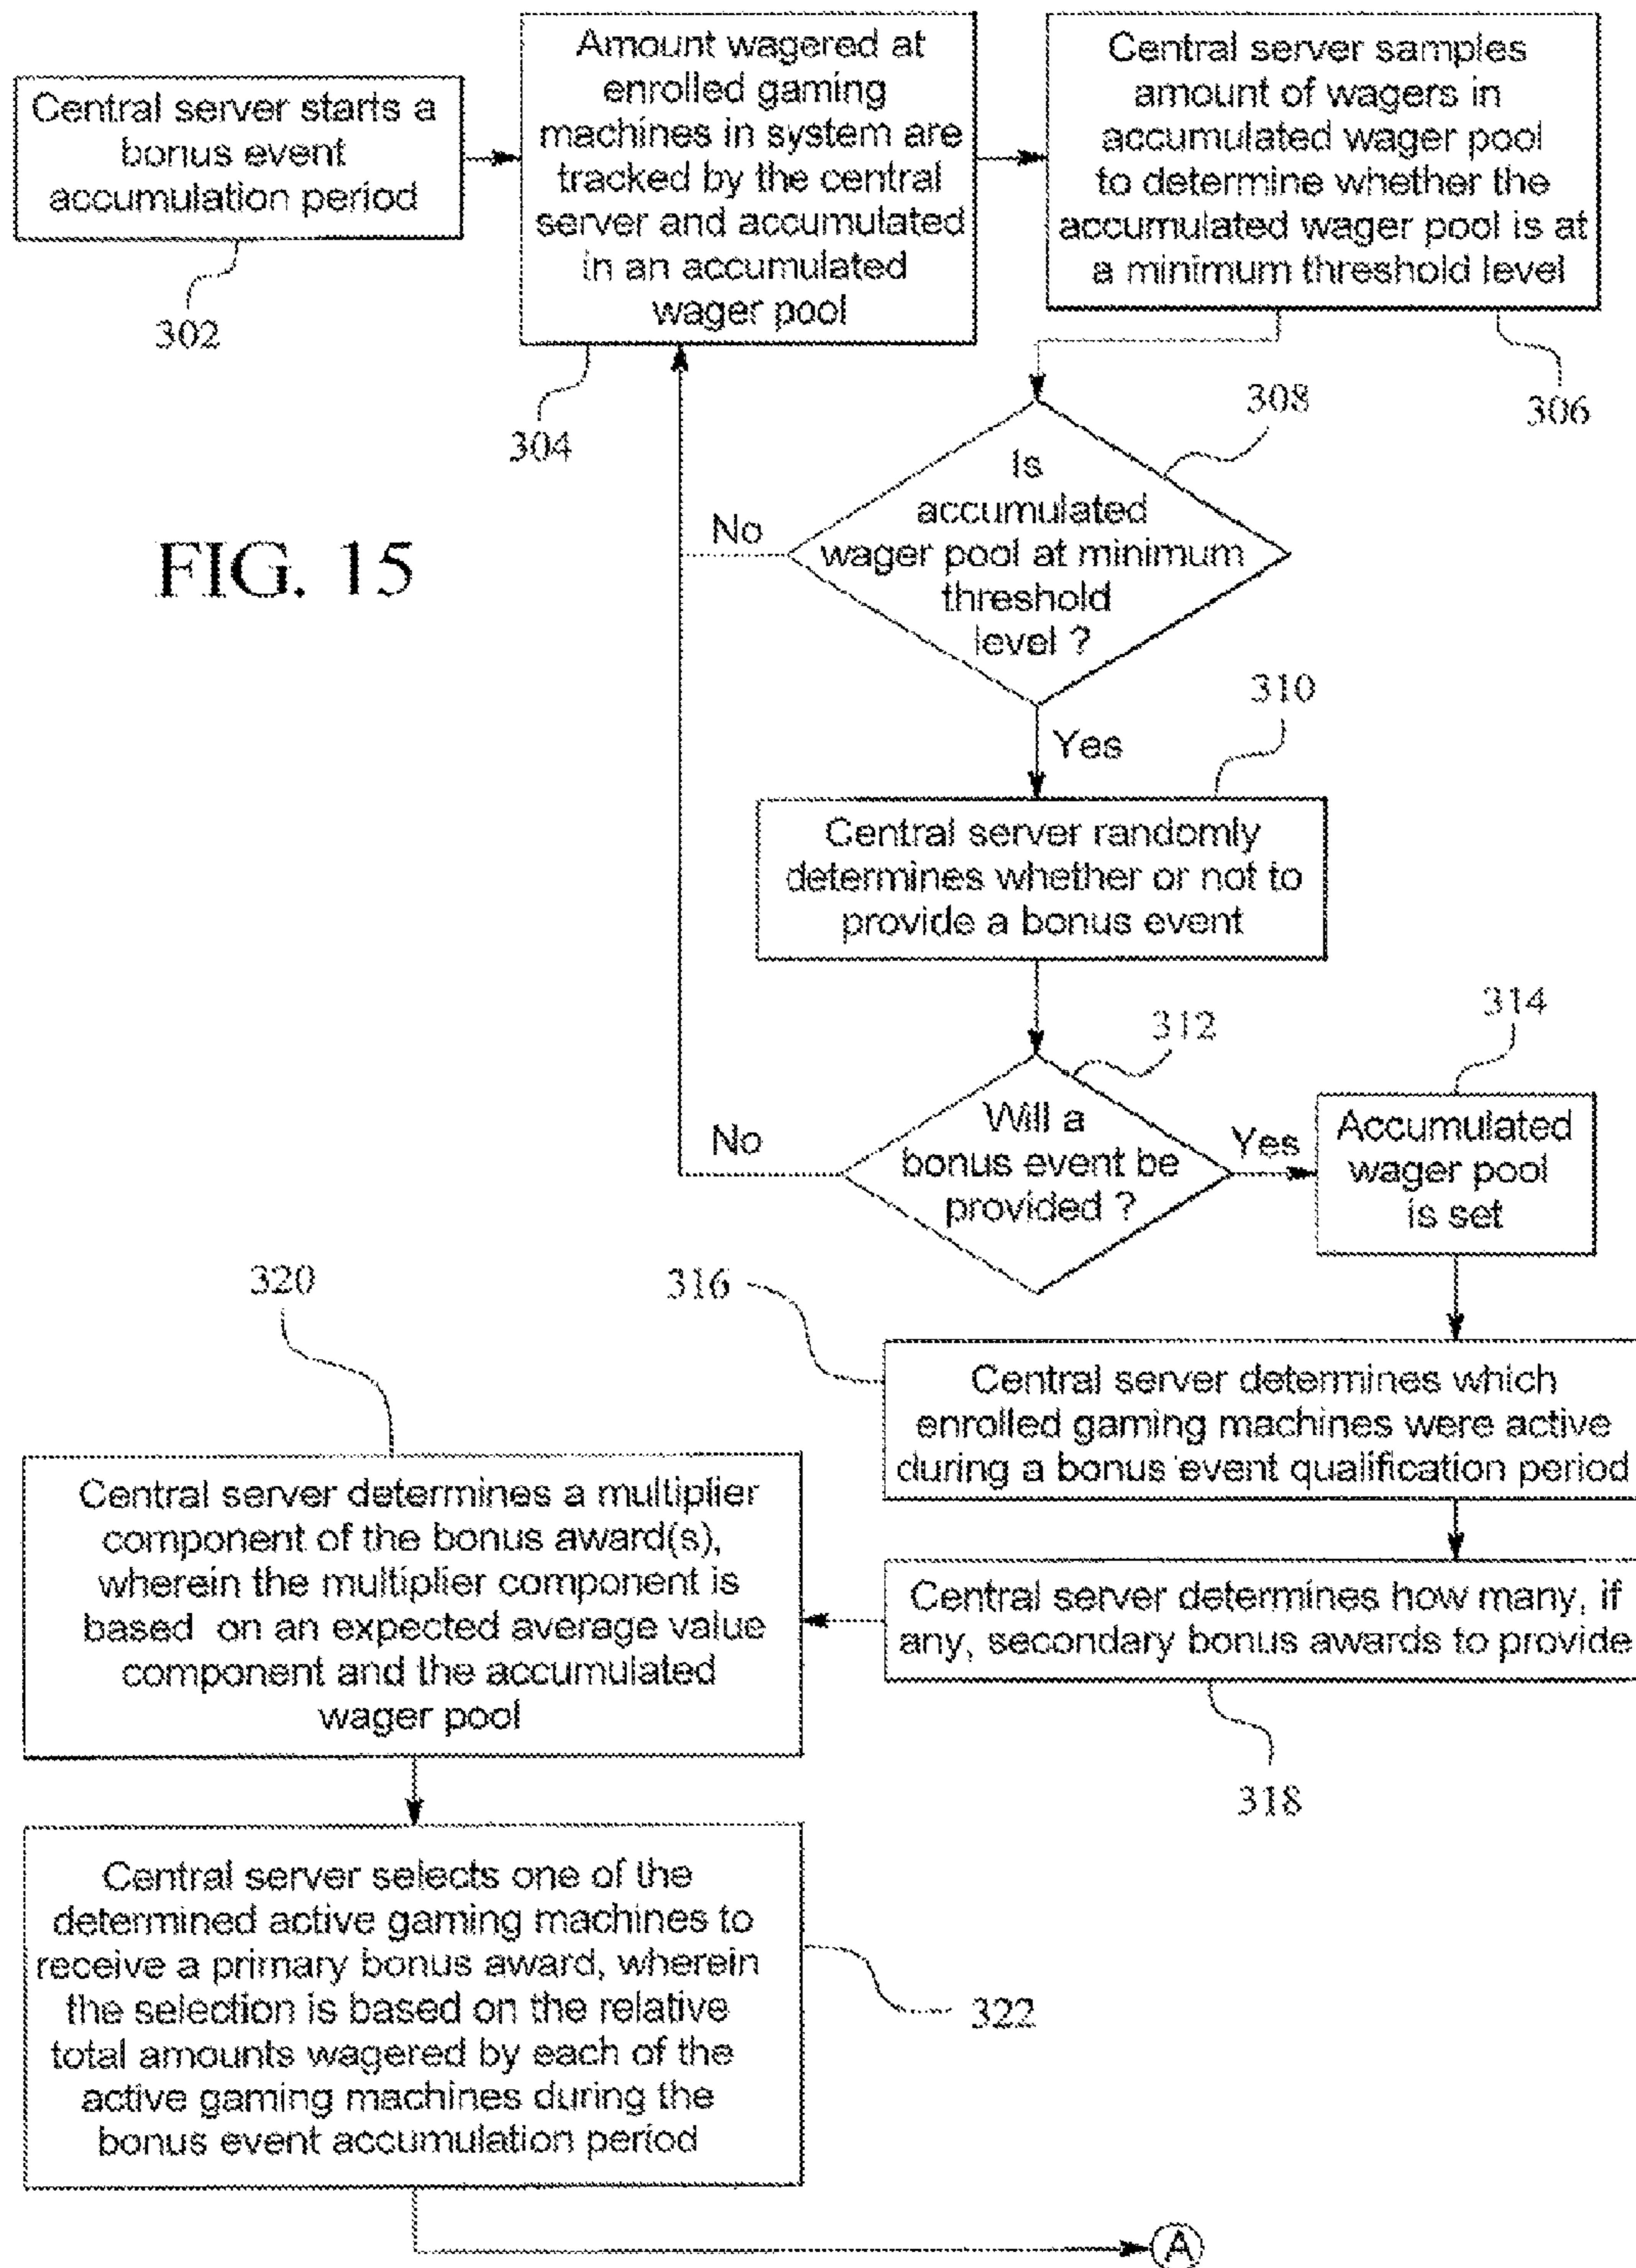 Central server starts a
bonus event
accumulation period
302
Amount wagered at
enrolled gaming
machines in system are
tracked by the central
server and accumulated
in an accumulated
wager pool
304
Central server samples
amount of wagers in
accumulated wager pool
to determine whether the
accumulated wager pool is at
a minimum threshold level
306
FIG. 15
308
Is
accumulated
wager pool at minimum
threshold
level ?
No
Yes
310
Central server randomly
determines whether or not to
provide a bonus event
312
Will a
bonus event be
provided ?
No
Yes
314
Accumulated
wager pool
is set
316
Central server determines which
enrolled gaming machines were active
during a bonus event qualification period
Central server determines how many, if
any, secondary bonus awards to provide
318
320
Central server determines a multiplier
component of the bonus award(s),
wherein the multiplier component is
based on an expected average value
component and the accumulated
wager pool
Central server selects one of the
determined active gaming machines to
receive a primary bonus award, wherein
the selection is based on the relative
total amounts wagered by each of the
active gaming machines during the
bonus event accumulation period
322
A